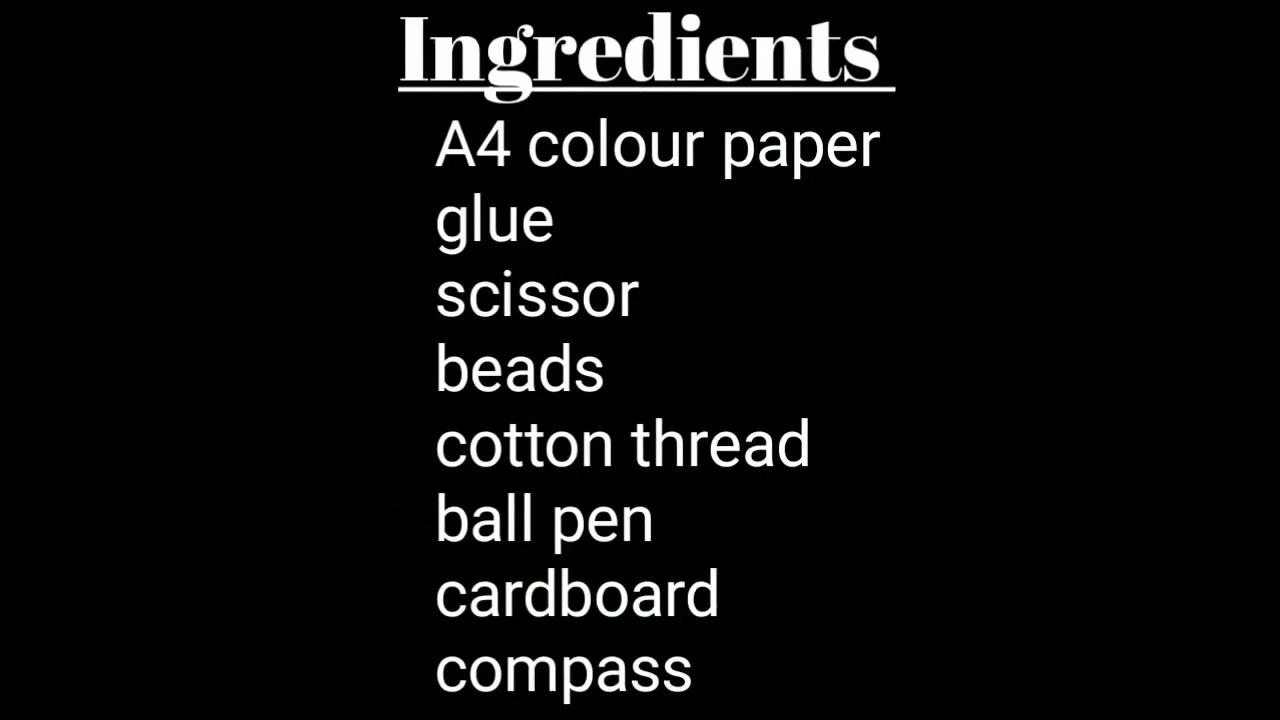 Ingredients
A4 colour paper
glue
scissor
beads
cotton thread
ball pen
cardboard
compass